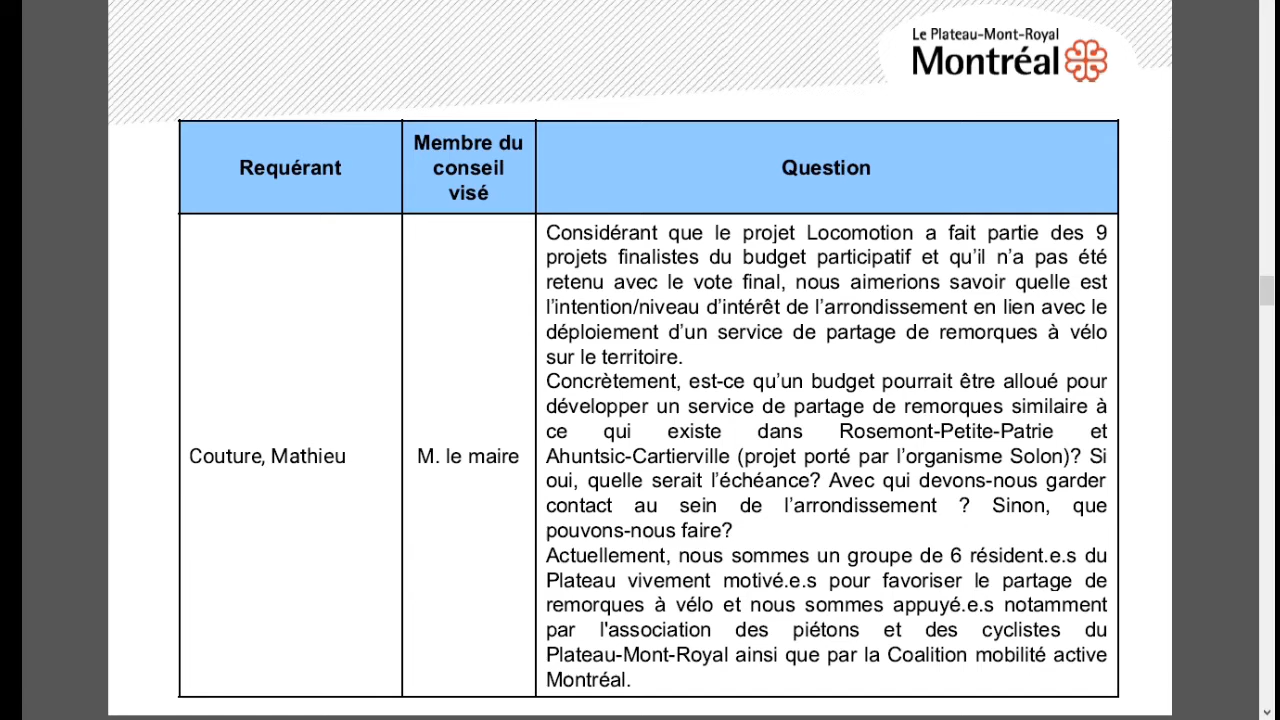 Le Plateau-Mont-Royal
Montréal
Requérant
Membre du
conseil
visé
Question
Couture, Mathieu
M. le maire
Considérant que le projet Locomotion a fait partie des 9
projets finalistes du budget participatif et qu’il n’a pas été
retenu avec le vote final, nous aimerions savoir quelle est
l’intention/niveau d’intérêt de l’arrondissement en lien avec le
déploiement d’un service de partage de remorques à vélo
sur le territoire.
Concrètement, est-ce qu’un budget pourrait être alloué pour
développer un service de partage de remorques similaire à
ce qui existe dans Rosemont-Petite-Patrie et
Ahuntsic-Cartierville (projet porté par l’organisme Solon)? Si
oui, quelle serait l’échéance? Avec qui devons-nous garder
contact au sein de l’arrondissement ? Sinon, que
pouvons-nous faire?
Actuellement, nous sommes un groupe de 6 résident.e.s du
Plateau vivement motivé.e.s pour favoriser le partage de
remorques à vélo et nous sommes appuyé.e.s notamment
par l'association des piétons et des cyclistes du
Plateau-Mont-Royal ainsi que par la Coalition mobilité active
Montréal.